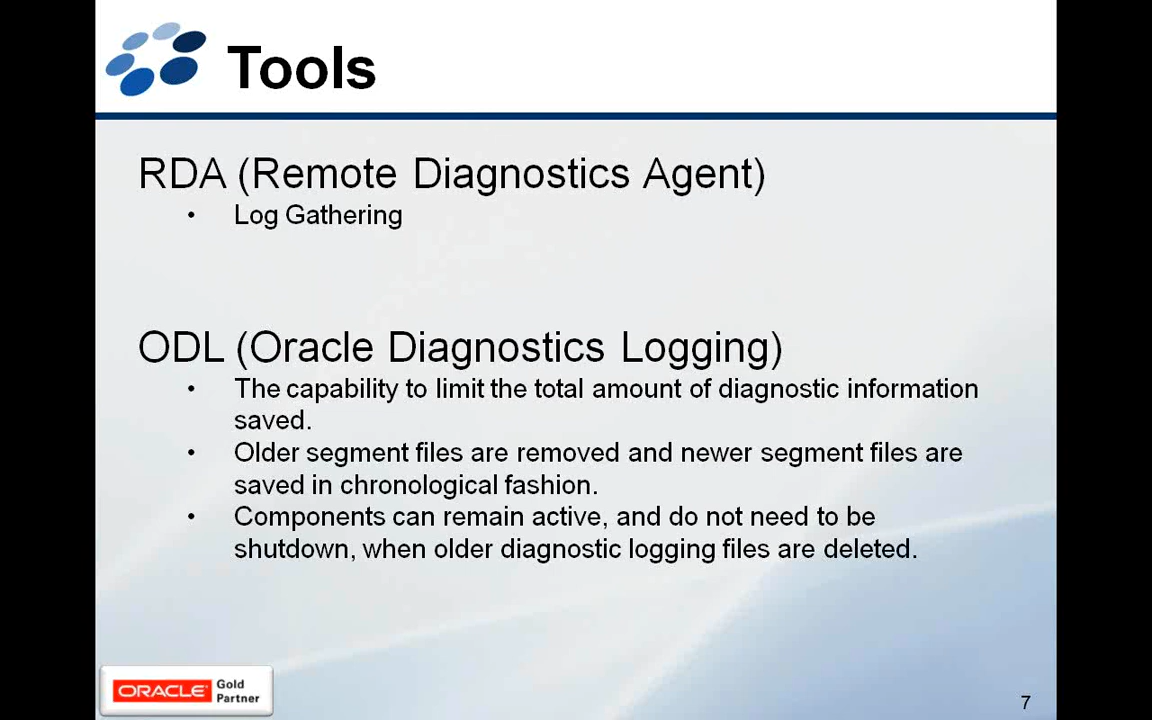 Tools
RDA (Remote Diagnostics Agent)
• Log Gathering
ODL (Oracle Diagnostics Logging)
• The capability to limit the total amount of diagnostic information
saved.
• Older segment files are removed and newer segment files are
saved in chronological fashion.
• Components can remain active, and do not need to be
shutdown, when older diagnostic logging files are deleted.
ORACLE Gold
Partner
7